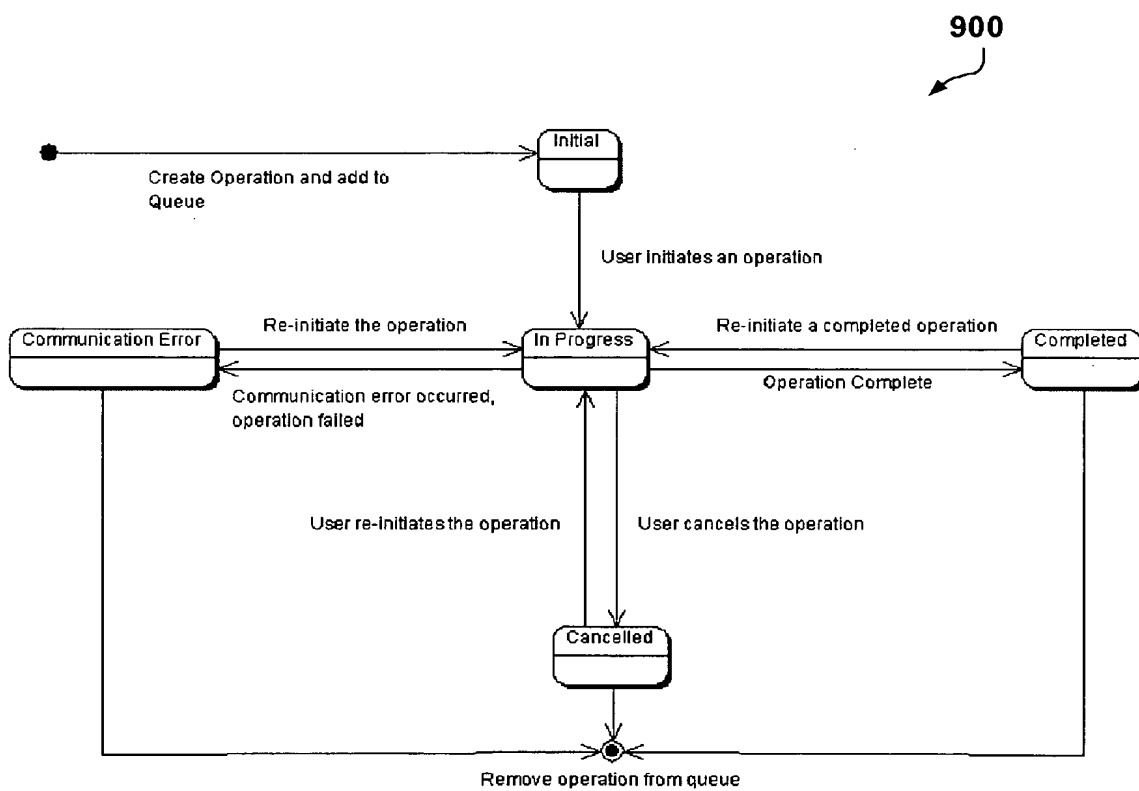 900
Initial
Create Operation and add to
Queue
User initiates an operation
Communication Error
Re-initiate the operation
In Progress
Re-initiate a completed operation
Completed
Communication error occurred,
operation failed
Operation Complete
User re-initiates the operation
User cancels the operation
Cancelled
Remove operation from queue